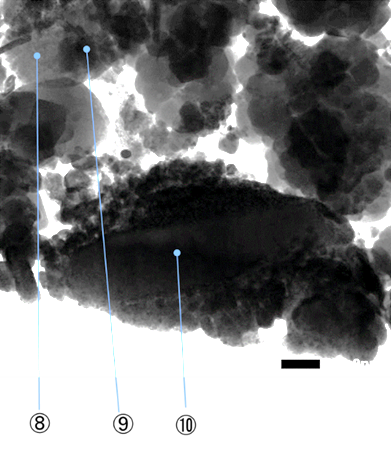 ⑧ ⑨ ⑩